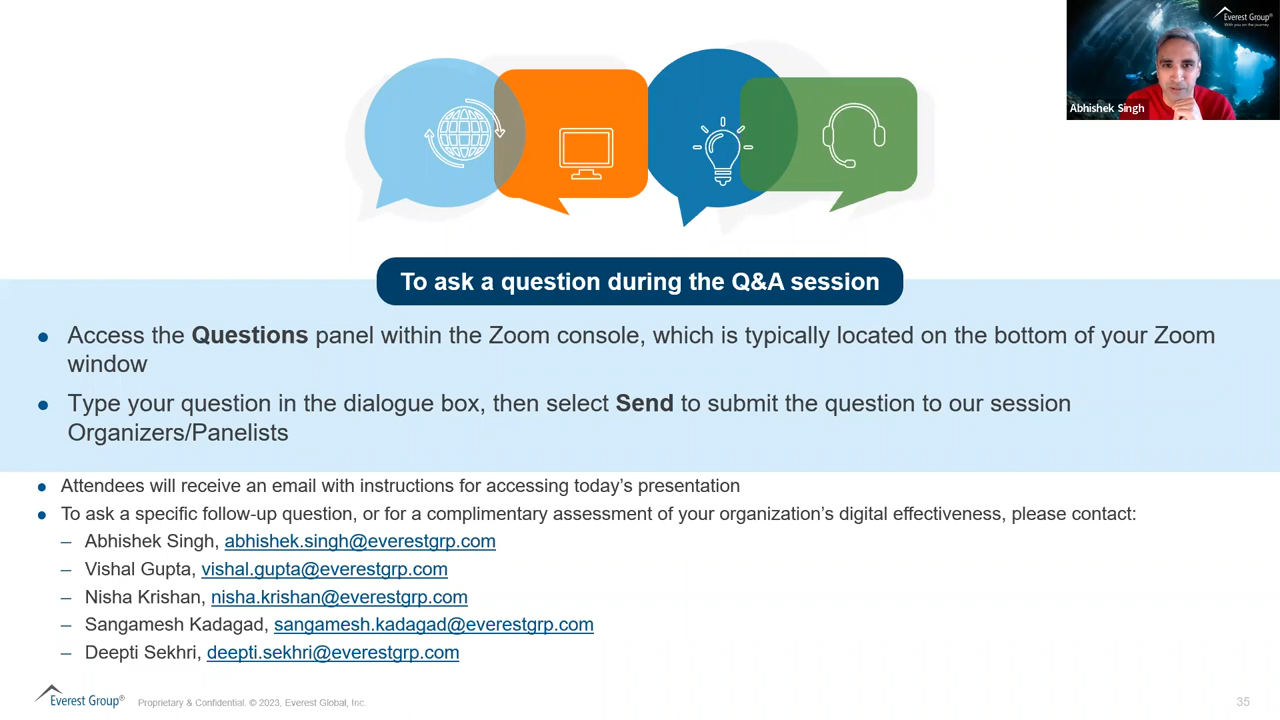 Everest Group®
With you on the journey
Abhishek Singh
To ask a question during the Q&A session
● Access the Questions panel within the Zoom console, which is typically located on the bottom of your Zoom
window
● Type your question in the dialogue box, then select Send to submit the question to our session
Organizers/Panelists
● Attendees will receive an email with instructions for accessing today’s presentation
● To ask a specific follow-up question, or for a complimentary assessment of your organization’s digital effectiveness, please contact:
– Abhishek Singh, abhishek.singh@everestgrp.com
– Vishal Gupta, vishal.gupta@everestgrp.com
– Nisha Krishan, nisha.krishan@everestgrp.com
– Sangamesh Kadagad, sangamesh.kadagad@everestgrp.com
– Deepti Sekhri, deepti.sekhri@everestgrp.com
Everest Group® Proprietary & Confidential. © 2023, Everest Global, Inc. 35